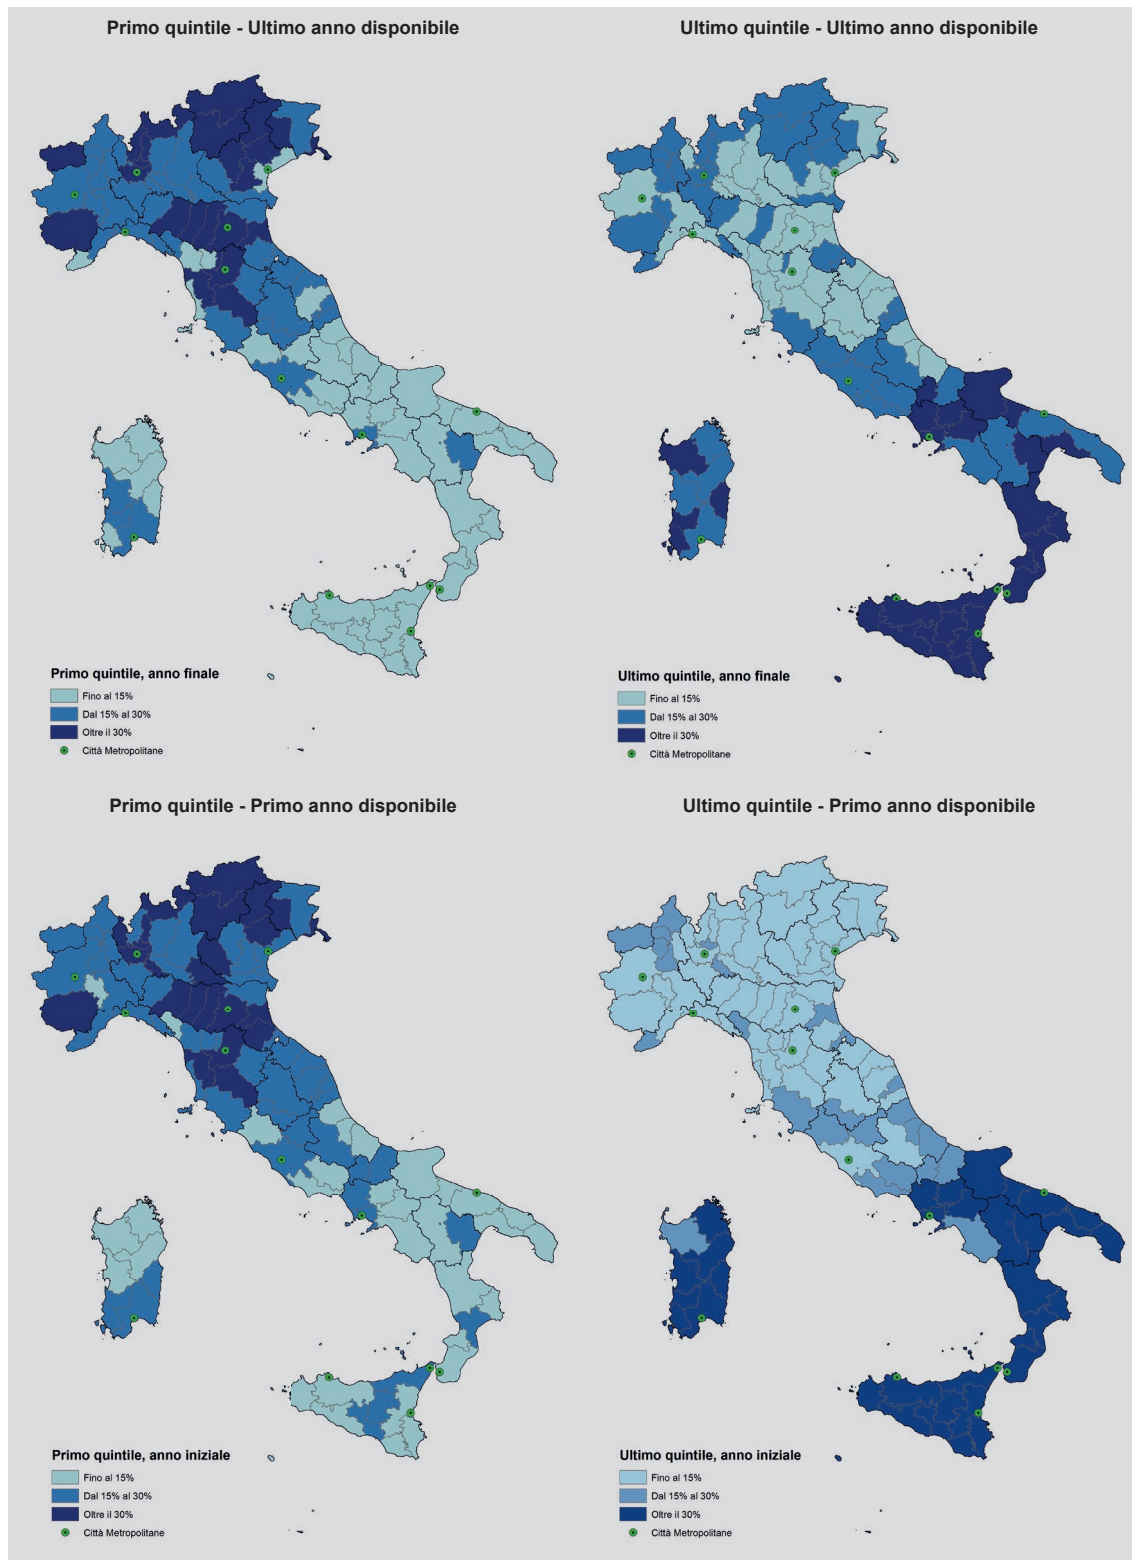 Primo quintile - Ultimo anno disponibile
Ultimo quintile - Ultimo anno disponibile
Primo quintile, anno finale
Fino al 15%
Dal 15% al 30%
Oltre il 30%
Città Metropolitane
Ultimo quintile, anno finale
Fino al 15%
Dal 15% al 30%
Oltre il 30%
Città Metropolitane
Primo quintile - Primo anno disponibile
Ultimo quintile - Primo anno disponibile
Primo quintile, anno iniziale
Fino al 15%
Dal 15% al 30%
Oltre il 30%
Città Metropolitane
Ultimo quintile, anno iniziale
Fino al 15%
Dal 15% al 30%
Oltre il 30%
Città Metropolitane